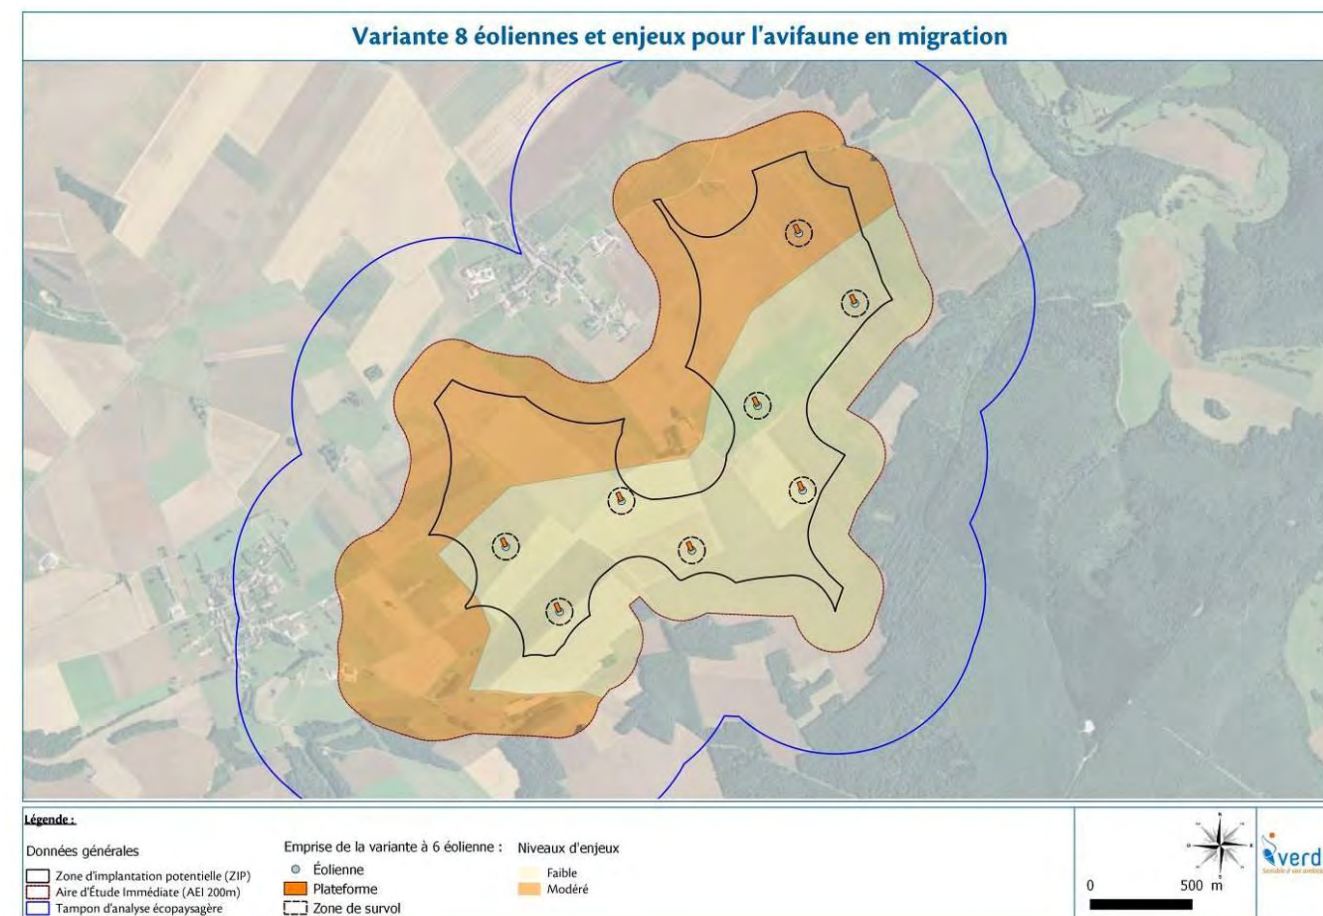 Variante 8 éoliennes et enjeux pour l'avifaune en migration
Légende :
Données générales
Zone d'implantation potentielle (ZIP)
Aire d'Étude Immédiate (AEI 200m)
Tampon d'analyse écopaysagère
Emprise de la variante à 6 éolienne :
Éolienne
Plateforme
Zone de survol
Niveaux d'enjeux
Faible
Modéré
0 500 m
verd